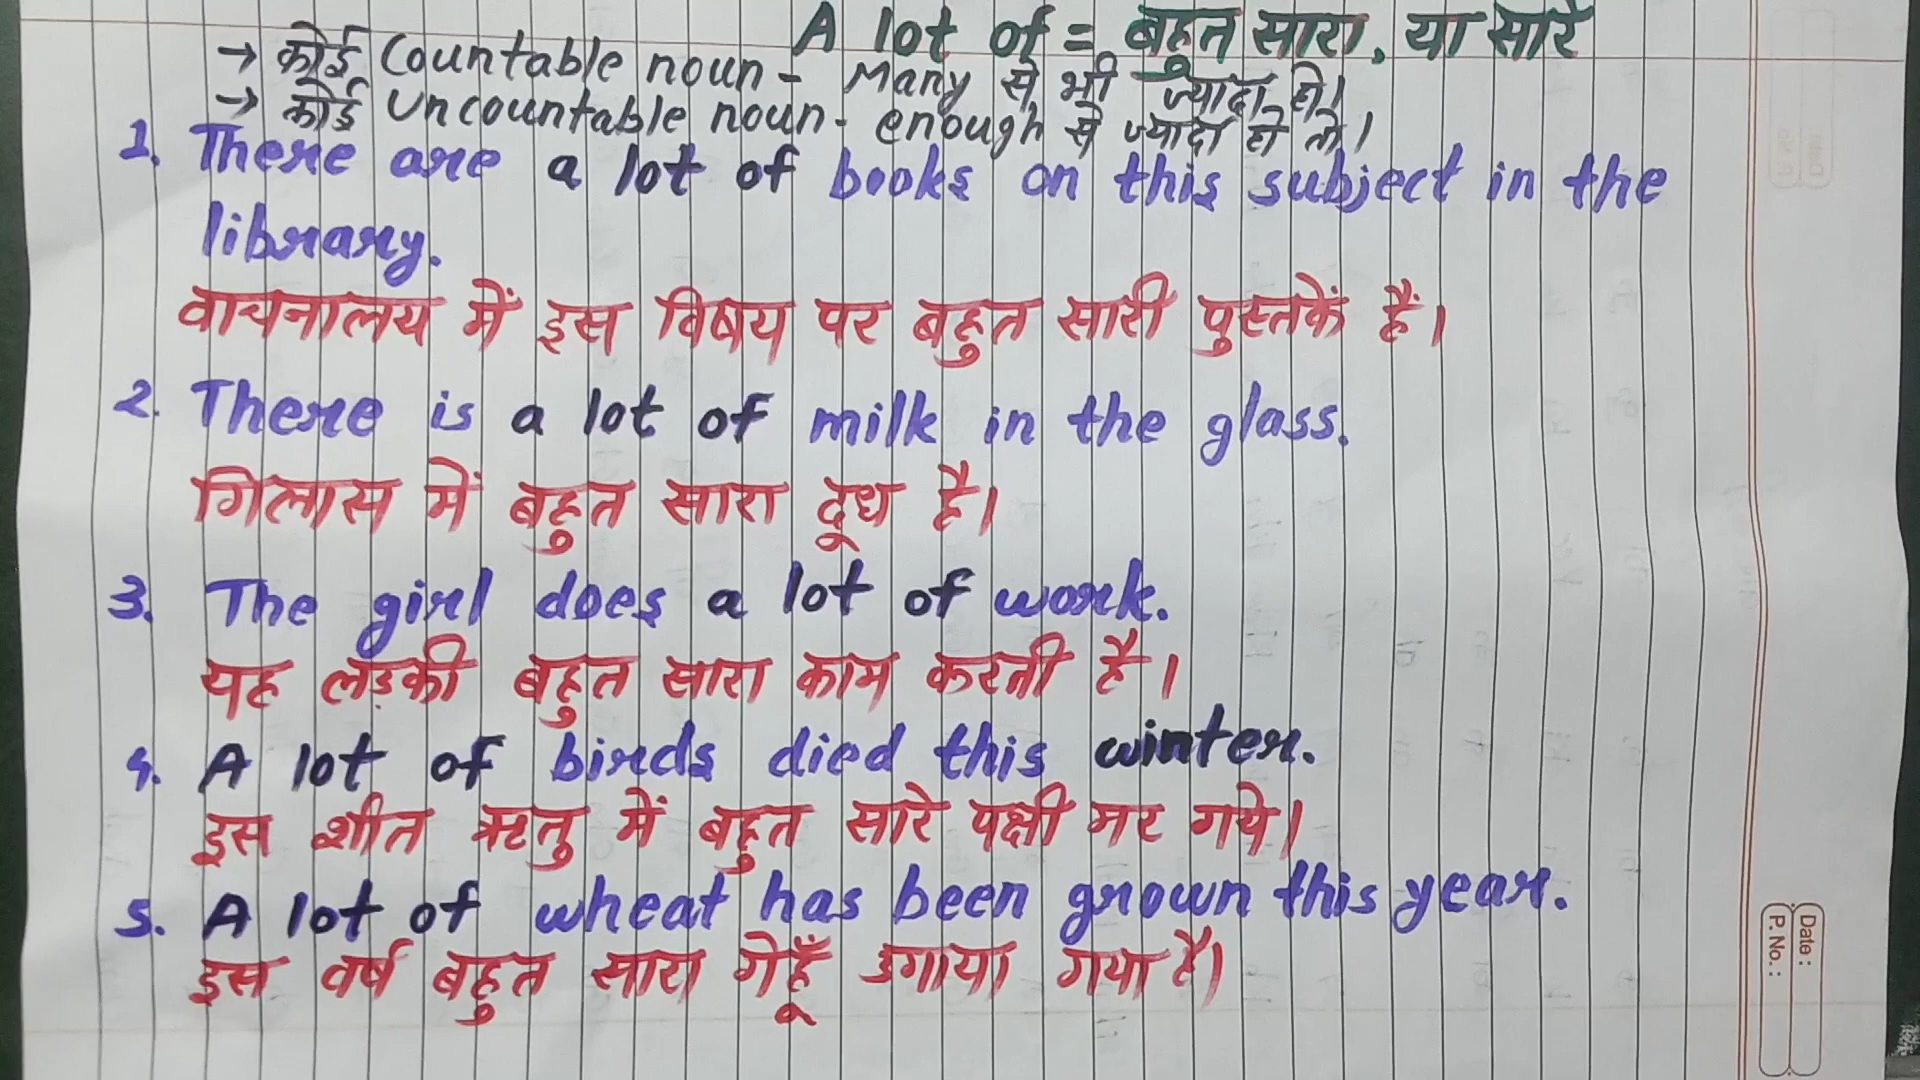 A lot of = बहुत सारा, या सारे
→ कोई Countable noun - Many से भी ज्यादा हो।
→ कोई Uncountable noun - enough से ज्यादा हो तो।
1. There are a lot of books on this subject in the
library.
वाचनालय में इस विषय पर बहुत सारी पुस्तकें हैं।
2. There is a lot of milk in the glass.
गिलास में बहुत सारा दूध है।
3. The girl does a lot of work.
यह लड़की बहुत सारा काम करती है।
4. A lot of birds died this winter.
इस शीत ऋतु में बहुत सारे पक्षी मर गये।
5. A lot of wheat has been grown this year.
इस वर्ष बहुत सारा गेहूँ उगाया गया है।
Date:
P. No.: